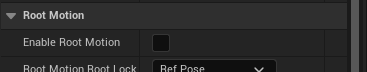 Root Motion
Enable Root Motion
Root Motion Root Lock
Ref Pose